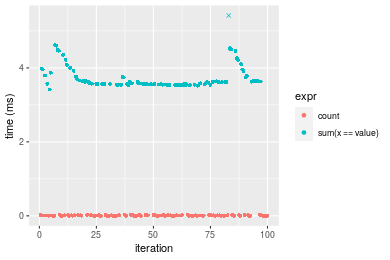 4
2
0
0
25
50
75
100
time (ms)
iteration
expr
count
sum(x == value)